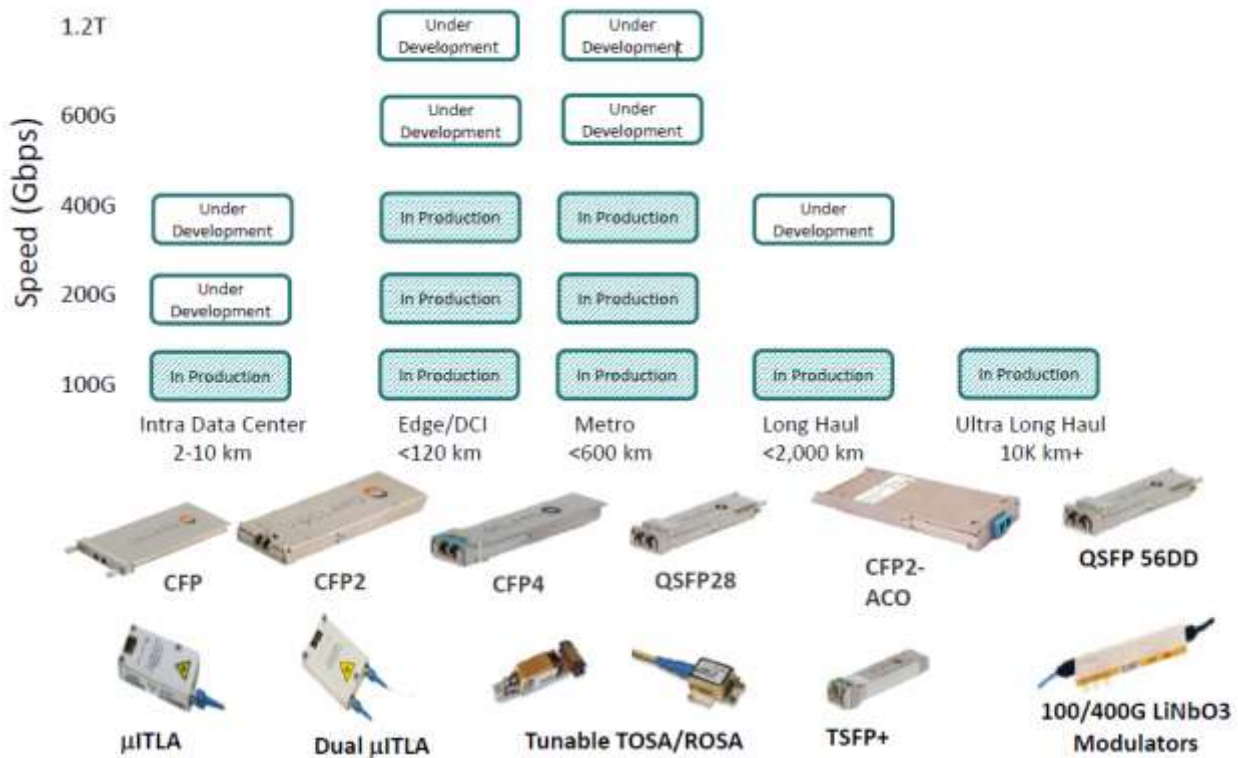 1.2T
Under
Development
Under
Development
600G
Under
Development
Under
Development
Speed (Gbps)
400G
Under
Development
In Production
In Production
Under
Development
200G
Under
Development
In Production
In Production
100G
In Production
In Production
In Production
In Production
In Production
Intra Data Center
2-10 km
Edge/DCI
<120 km
Metro
<600 km
Long Haul
<2,000 km
Ultra Long Haul
10K km+
CFP
CFP2
CFP4
QSFP28
CFP2-
ACO
QSFP 56DD
μITLA
Dual μITLA
Tunable TOSA/ROSA
TSFP+
100/400G LiNbO3
Modulators